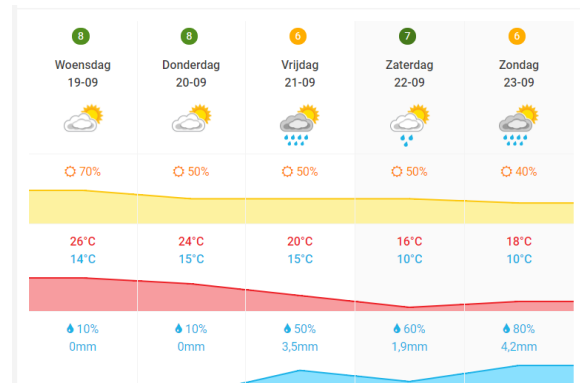 8 8 6 7 6
Woensdag Donderdag Vrijdag Zaterdag Zondag
19-09 20-09 21-09 22-09 23-09
70% 50% 50% 50% 40%
26°C 24°C 20°C 16°C 18°C
14°C 15°C 15°C 10°C 10°C
10% 10% 50% 60% 80%
0mm 0mm 3,5mm 1,9mm 4,2mm